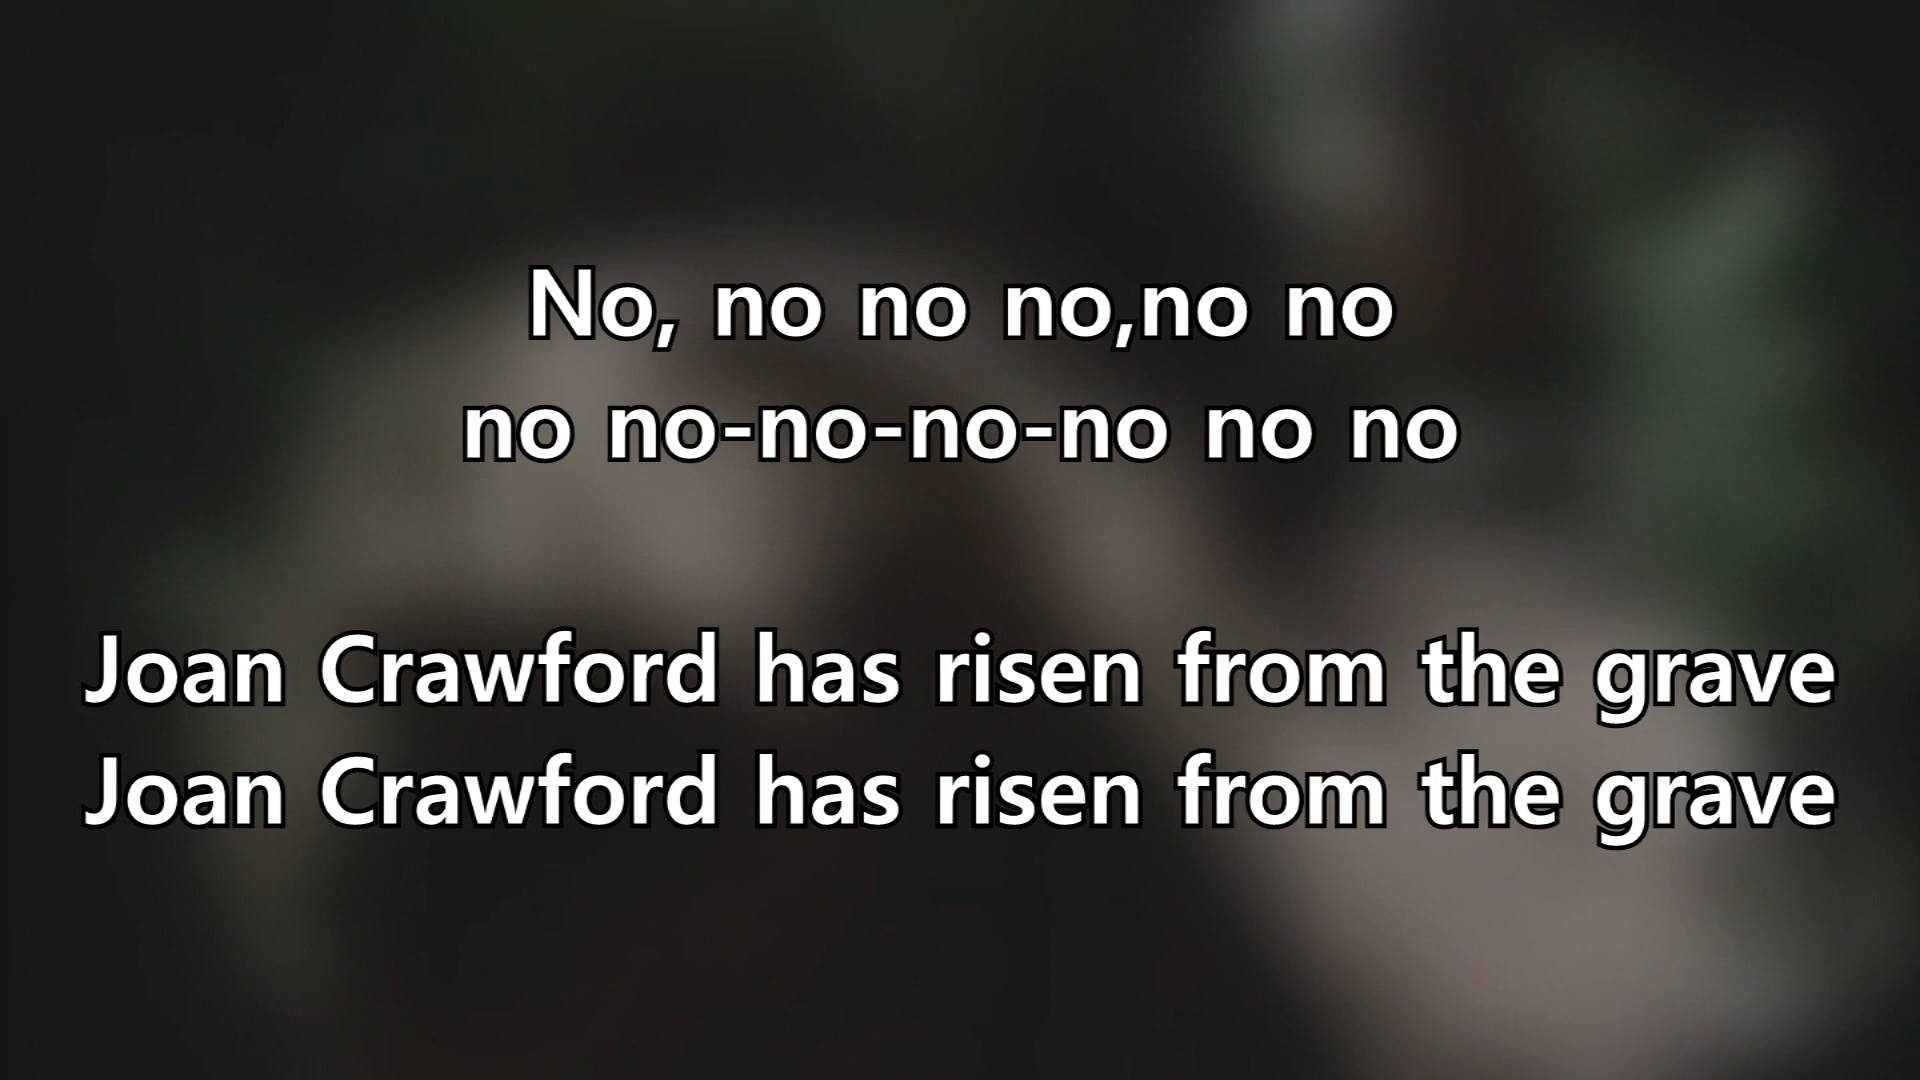 No, no no no,no no
no no-no-no-no no no
Joan Crawford has risen from the grave
Joan Crawford has risen from the grave